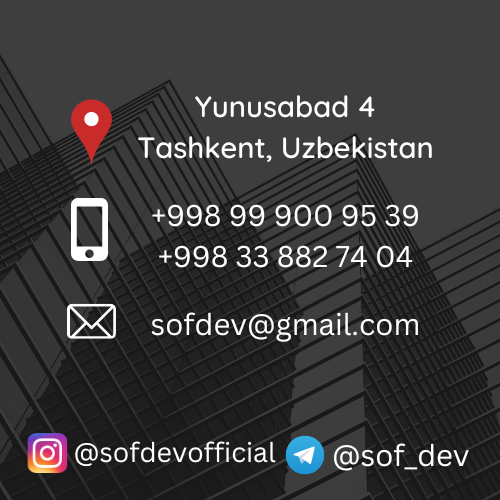 Yunusabad 4
Tashkent, Uzbekistan
+998 99 900 95 39
+998 33 882 74 04
sofdev@gmail.com
@sofdevofficial @sof_dev